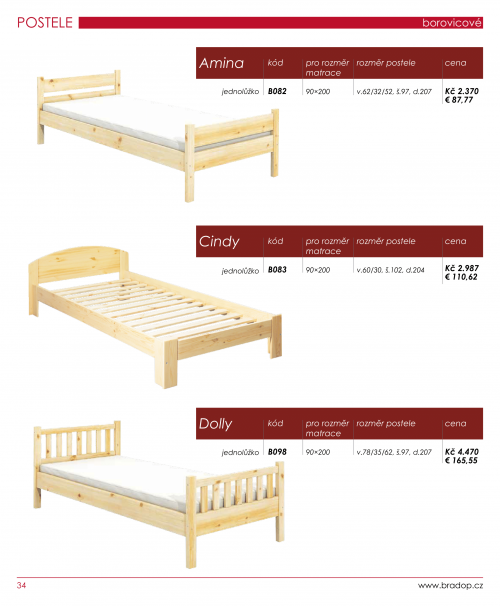 POSTELE
borovicové
Amina kód pro rozměr matrace rozměr postele cena
jednolůžko B082 90×200 v.62/32/52, š.97, d.207 Kč 2.370
€ 87,77
Cindy kód pro rozměr matrace rozměr postele cena
jednolůžko B083 90×200 v.60/30. š.102, d.204 Kč 2.987
€ 110,62
Dolly kód pro rozměr matrace rozměr postele cena
jednolůžko B098 90×200 v.78/35/62, š.97, d.207 Kč 4.470
€ 165,55
34
www.bradop.cz